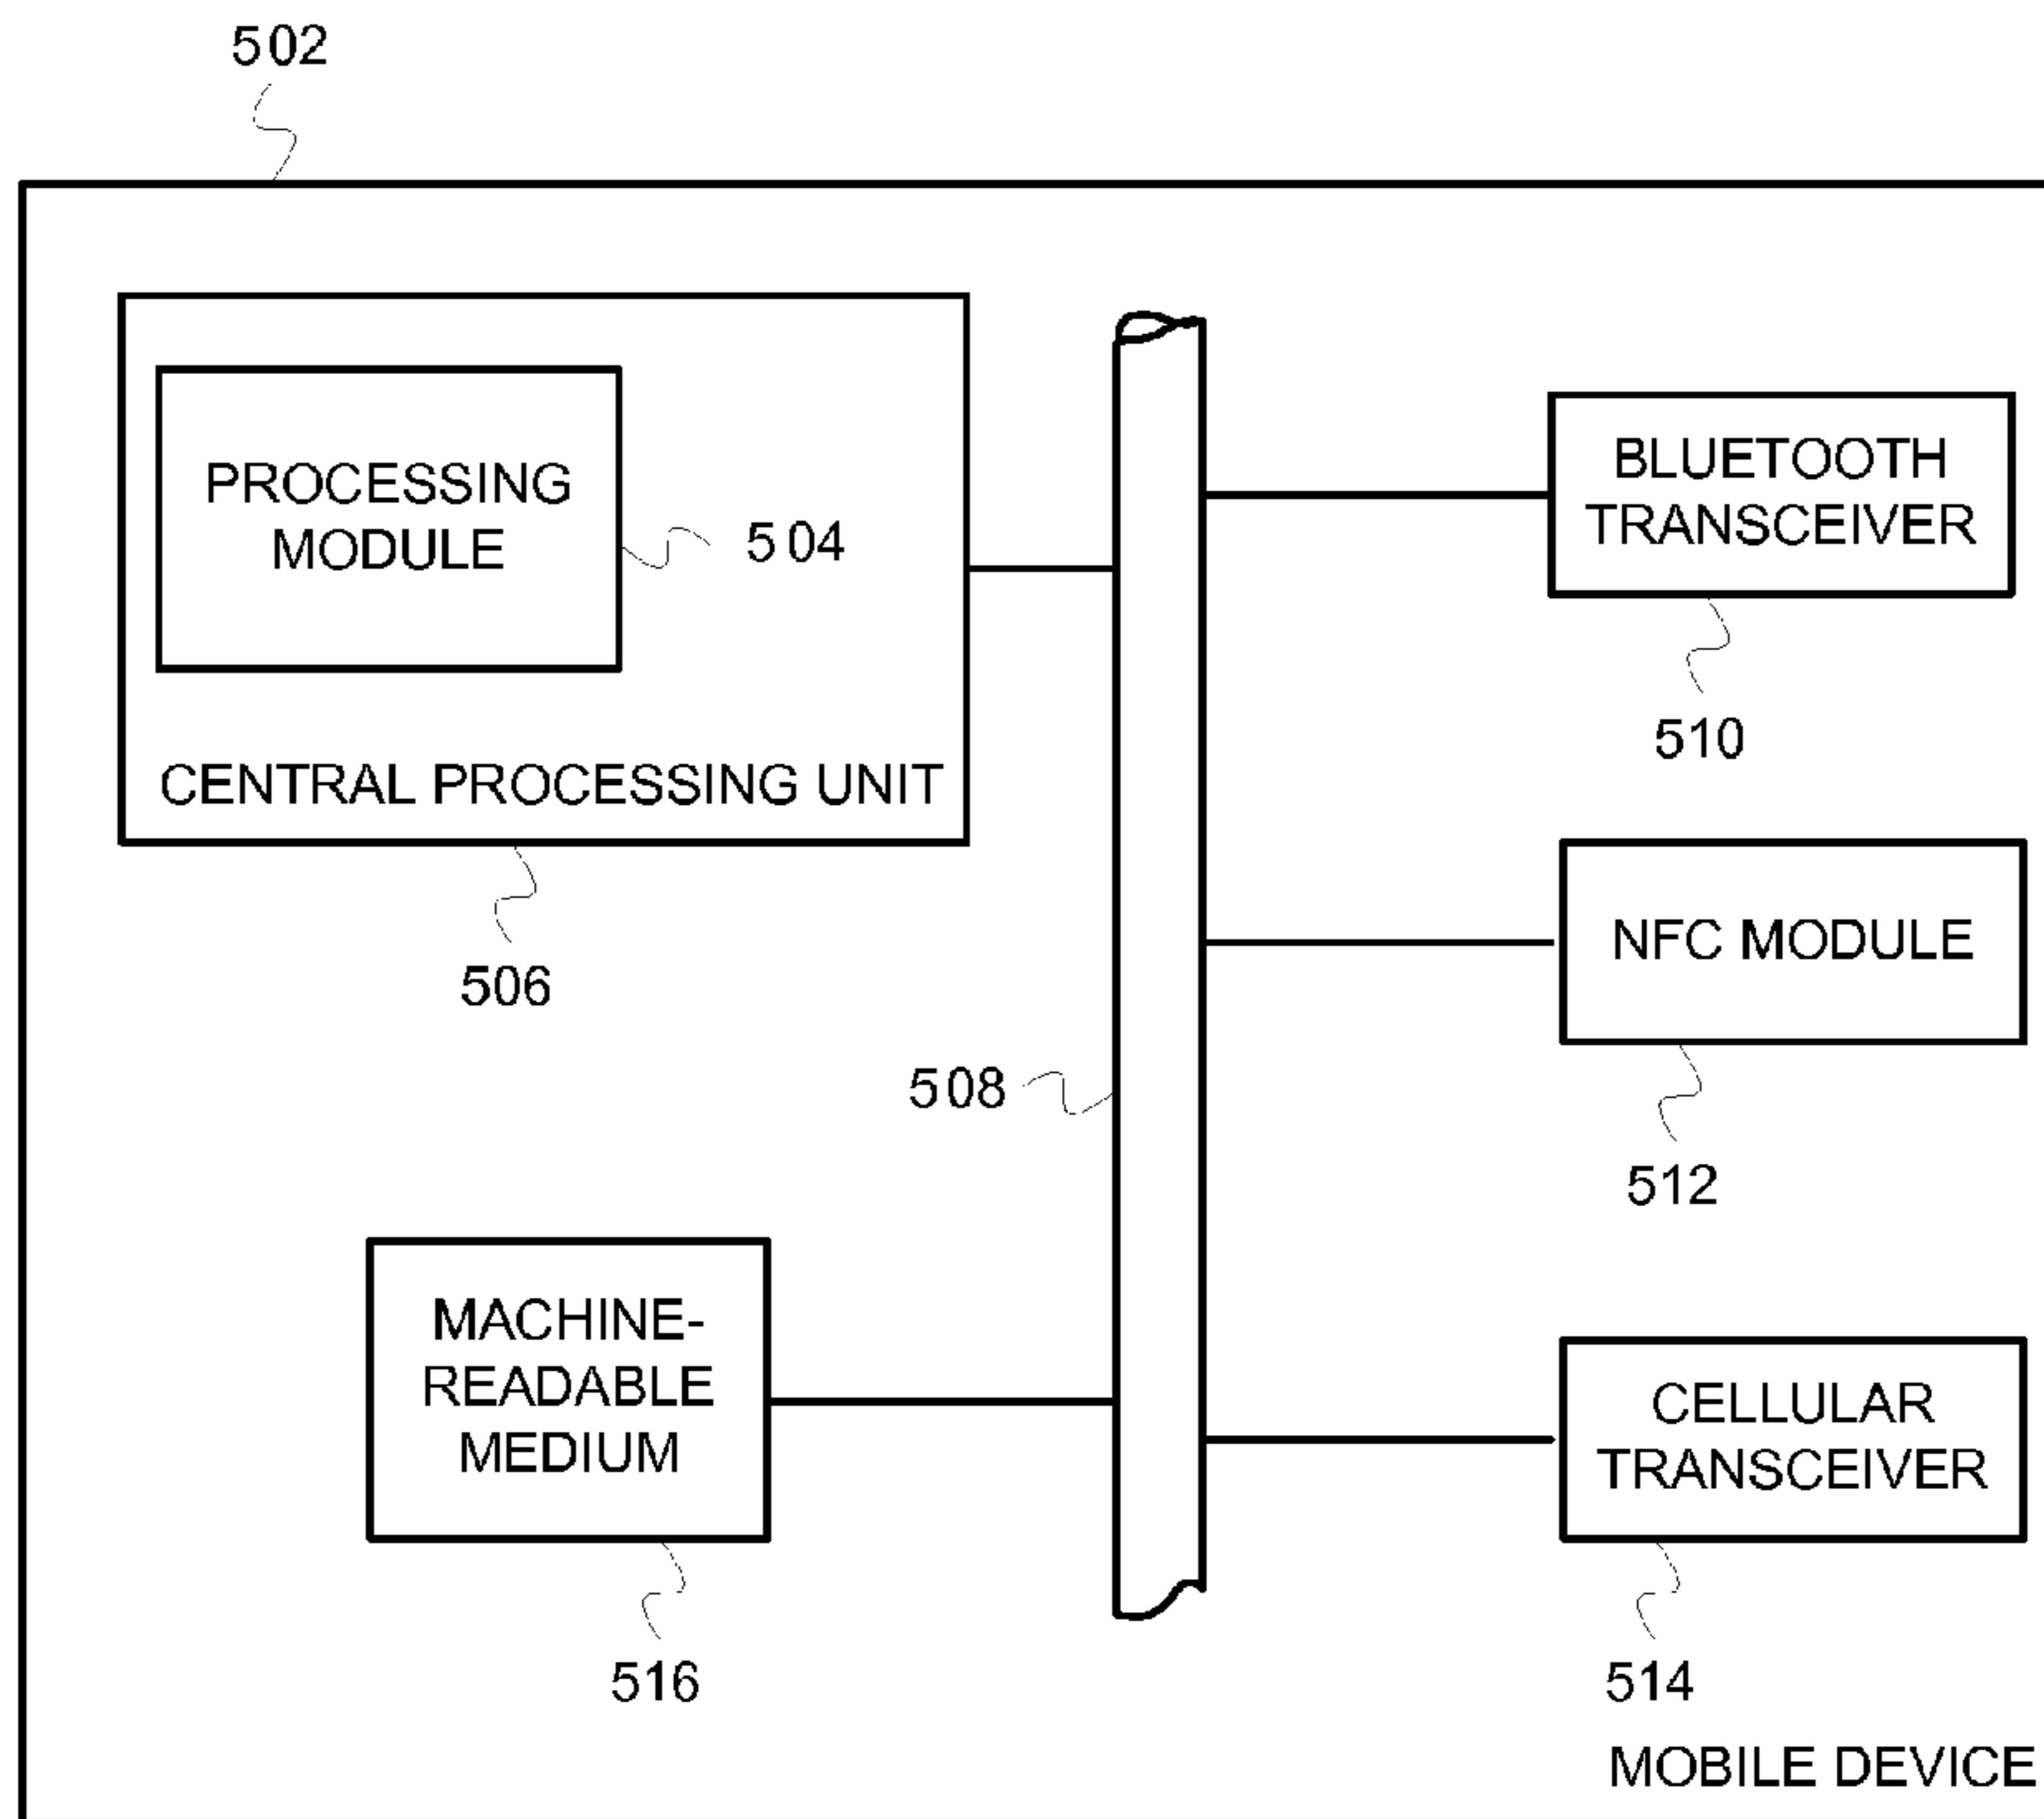 502
PROCESSING
MODULE
504
CENTRAL PROCESSING UNIT
506
508
BLUETOOTH
TRANSCEIVER
510
NFC MODULE
512
MACHINE-
READABLE
MEDIUM
516
CELLULAR
TRANSCEIVER
514
MOBILE DEVICE